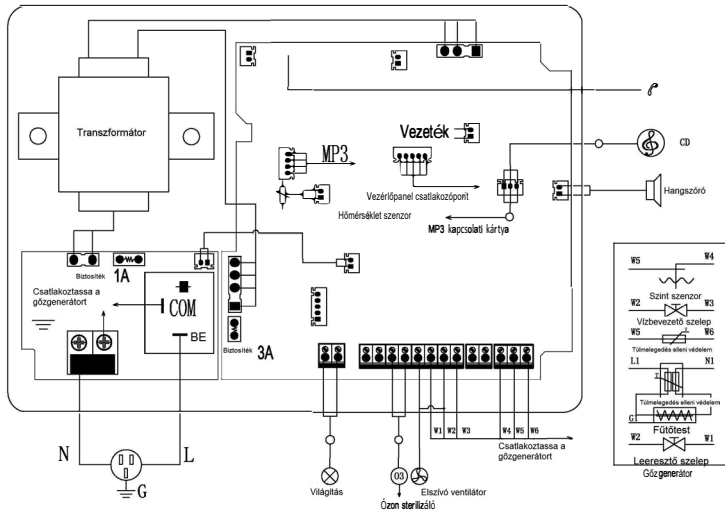 Transzformátor
MP3
Vezeték
CD
Vezérlőpanel csatlakozóporit
Hőmérséklet szenzor
MP3 kapcsolati kártya
Hangszóró
Biztosíték
1A
Csatlakoztassa a
gőzgenerátort
COM
BE
Biztosíték
3A
N
L
G
W1
W2
W3
W4
W5
W6
Csatlakoztassa a
gőzgenerátort
Világítás
O3
Elszívó ventilátor
Ózon sterilizáló
W5
W4
Szint szenzor
W2
W3
Vízbevezető szelep
W5
W6
Túlmelegedés elleni védelem
L1
N1
Túlmelegedés elleni védelem
G
Fűtőtest
W2
W1
Leeresztő szelep
Gőzgenerátor